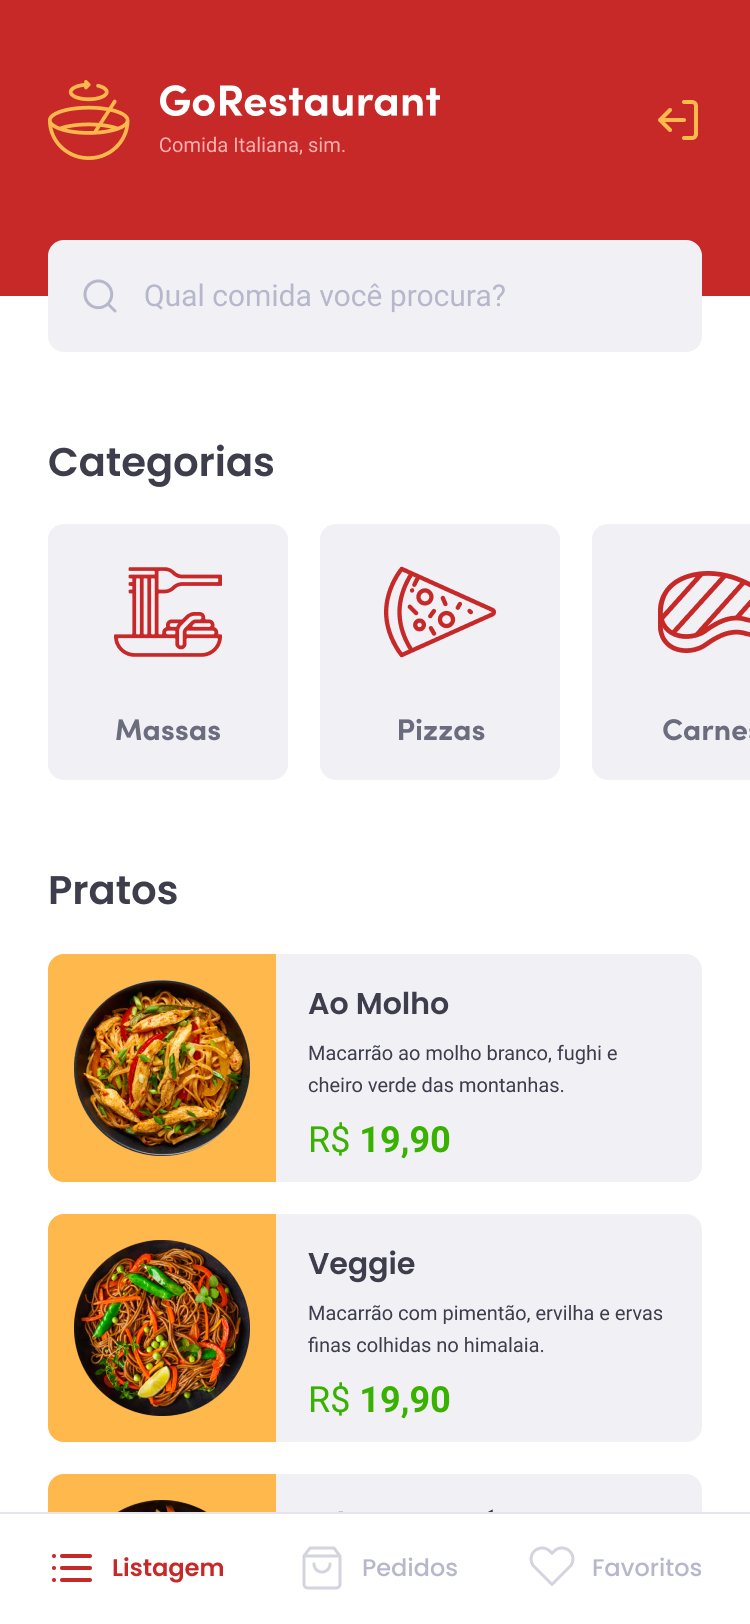 GoRestaurant
Comida Italiana, sim.
Qual comida você procura?
Categorias
Massas
Pizzas
Carnes
Pratos
Ao Molho
Macarrão ao molho branco, fughi e
cheiro verde das montanhas.
R$ 19,90
Veggie
Macarrão com pimentão, ervilha e ervas
finas colhidas no himalaia.
R$ 19,90
Listagem
Pedidos
Favoritos